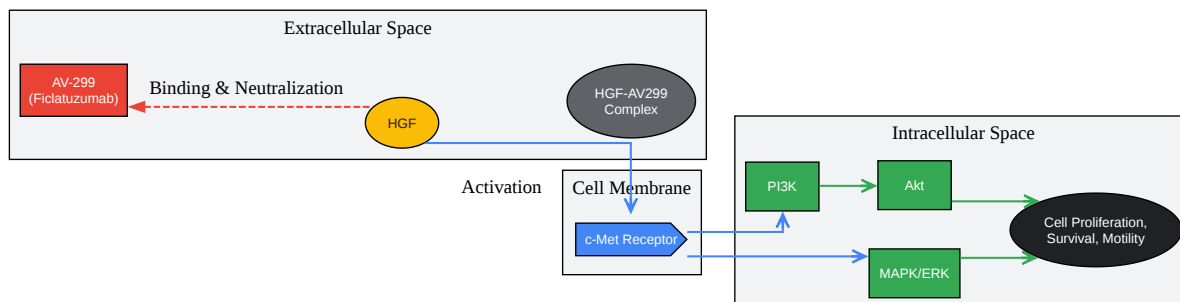 Extracellular Space
AV-299
(Ficlatuzumab)
Binding & Neutralization
HGF
HGF-AV299
Complex
Activation
Cell Membrane
c-Met Receptor
Intracellular Space
PI3K
Akt
MAPK/ERK
Cell Proliferation,
Survival, Motility